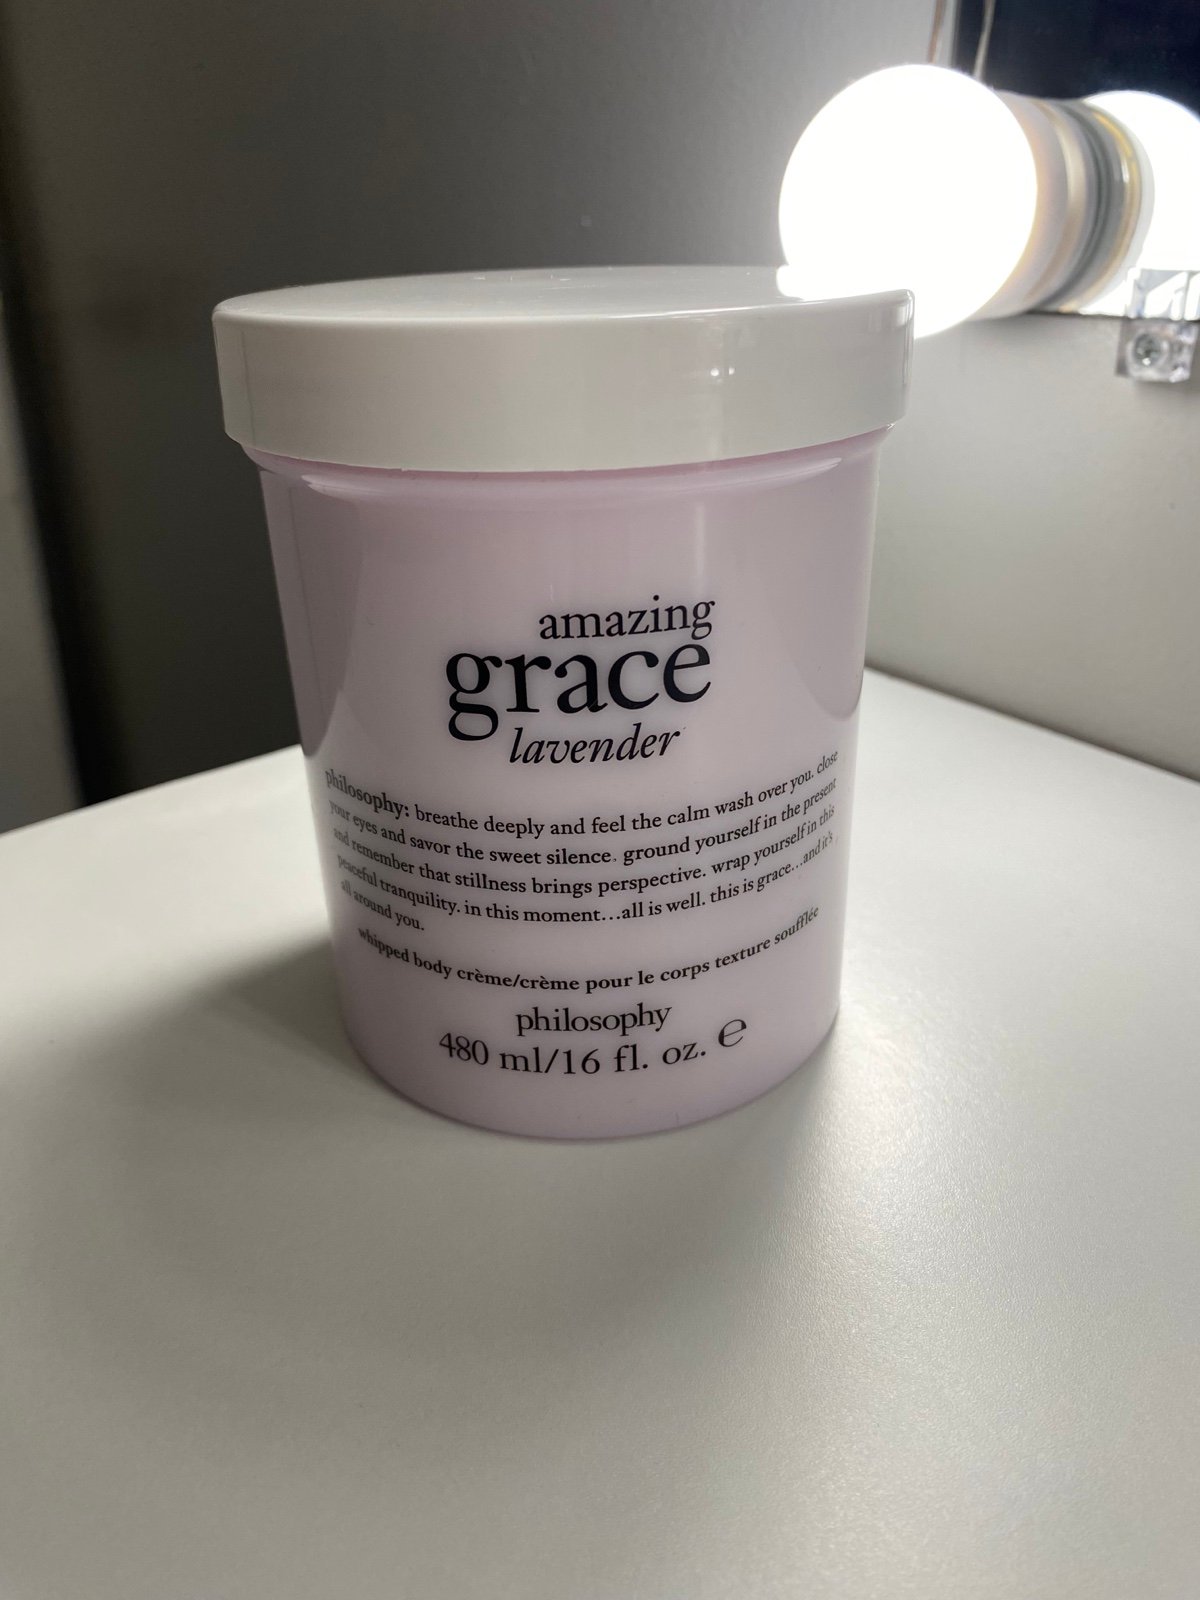 amazing
grace
lavender
philosophy: breathe deeply and feel the calm wash over you. close
your eyes and savor the sweet silence. ground yourself in the present
and remember that stillness brings perspective. wrap yourself in this
peaceful tranquility. in this moment...all is well. this is grace...and it's
all around you.
whipped body crème/crème pour le corps texture soufflée
philosophy
480 ml/16 fl. oz. ℮